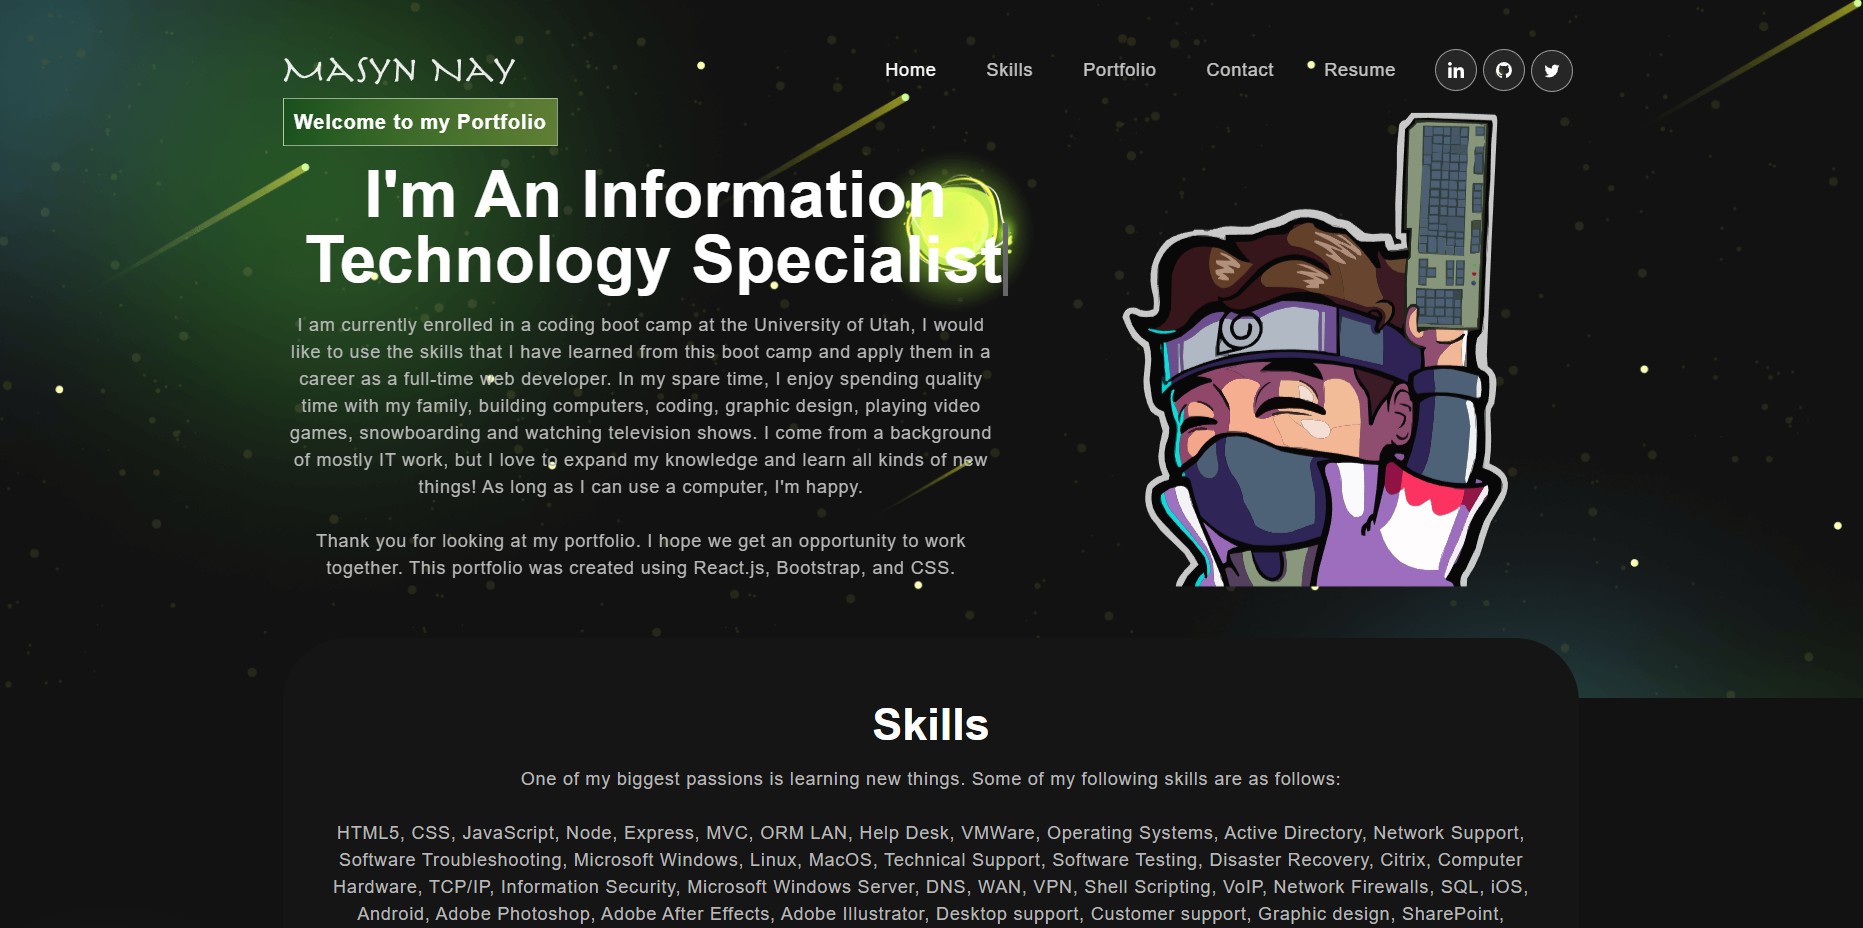 MASYN NAY
Home Skills Portfolio Contact Resume in
Welcome to my Portfolio
I'm An Information
Technology Specialist
I am currently enrolled in a coding boot camp at the University of Utah, I would
like to use the skills that I have learned from this boot camp and apply them in a
career as a full-time web developer. In my spare time, I enjoy spending quality
time with my family, building computers, coding, graphic design, playing video
games, snowboarding and watching television shows. I come from a background
of mostly IT work, but I love to expand my knowledge and learn all kinds of new
things! As long as I can use a computer, I'm happy.
Thank you for looking at my portfolio. I hope we get an opportunity to work
together. This portfolio was created using React.js, Bootstrap, and CSS.
Skills
One of my biggest passions is learning new things. Some of my following skills are as follows:
HTML5, CSS, JavaScript, Node, Express, MVC, ORM LAN, Help Desk, VMWare, Operating Systems, Active Directory, Network Support,
Software Troubleshooting, Microsoft Windows, Linux, MacOS, Technical Support, Software Testing, Disaster Recovery, Citrix, Computer
Hardware, TCP/IP, Information Security, Microsoft Windows Server, DNS, WAN, VPN, Shell Scripting, VoIP, Network Firewalls, SQL, iOS,
Android, Adobe Photoshop, Adobe After Effects, Adobe Illustrator, Desktop support, Customer support, Graphic design, SharePoint,